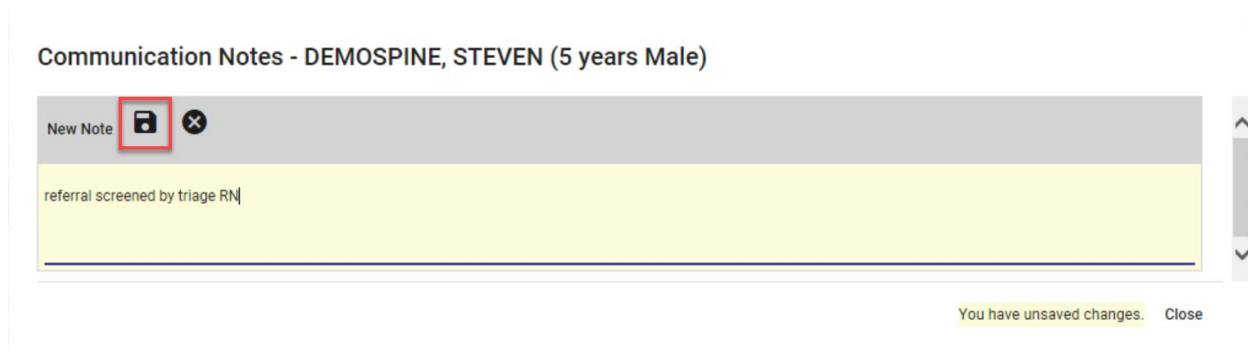 Communication Notes - DEMOSPINE, STEVEN (5 years Male)
New Note
referral screened by triage RN
You have unsaved changes. Close